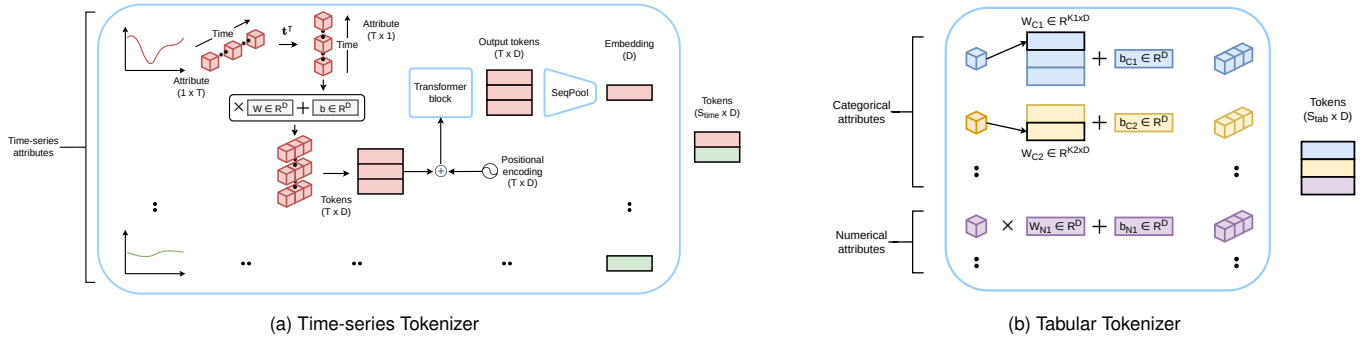 Time-series
attributes
Time
Attribute
(1 x T)
t^T
Attribute
(T x 1)
Time
× W ∈ R^D + b ∈ R^D
Tokens
(T x D)
Transformer
block
Output tokens
(T x D)
SeqPool
Embedding
(D)
+
Positional
encoding
(T x D)
Tokens
(S_time x D)
(a) Time-series Tokenizer
Categorical
attributes
W_C1 ∈ R^K1xD
+ b_C1 ∈ R^D
+ b_C2 ∈ R^D
W_C2 ∈ R^K2xD
Numerical
attributes
× W_N1 ∈ R^D + b_N1 ∈ R^D
Tokens
(S_tab x D)
(b) Tabular Tokenizer